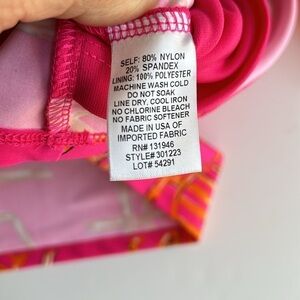 SELF: 80% NYLON
20% SPANDEX
LINING: 100% POLYESTER
MACHINE WASH COLD
DO NOT SOAK
LINE DRY, COOL IRON
NO CHLORINE BLEACH
NO FABRIC SOFTENER
MADE IN USA OF
IMPORTED FABRIC
RN# 131946
STYLE# 301223
LOT# 54291